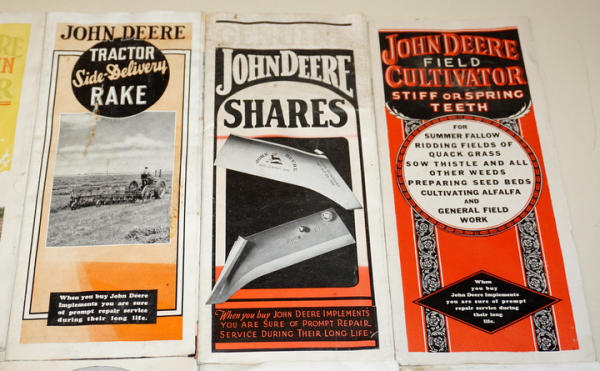 JOHN DEERE
TRACTOR
Side-Delivery
RAKE
When you buy John Deere
Implements you are sure
of prompt repair service
during their long life.
GENUINE
JOHN DEERE
SHARES
JOHN DEERE
When you buy JOHN DEERE IMPLEMENTS
YOU ARE SURE OF PROMPT REPAIR
SERVICE DURING THEIR LONG LIFE
JOHN DEERE
FIELD
CULTIVATOR
STIFF OR SPRING
TEETH
FOR
SUMMER FALLOW
RIDDING FIELDS OF
QUACK GRASS
SOW THISTLE AND ALL
OTHER WEEDS
PREPARING SEED BEDS
CULTIVATING ALFALFA
AND
GENERAL FIELD
WORK
When
you buy
John Deere Implements
you are sure of prompt
repair service
during their long
life.